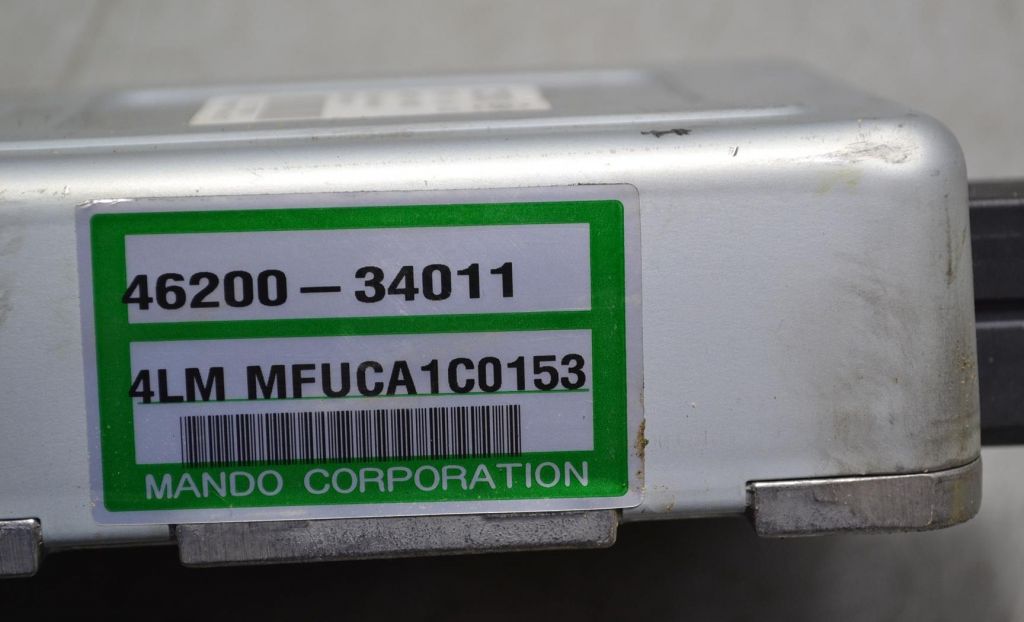 46200-34011
4LM MFUCA1C0153
MANDO CORPORATION